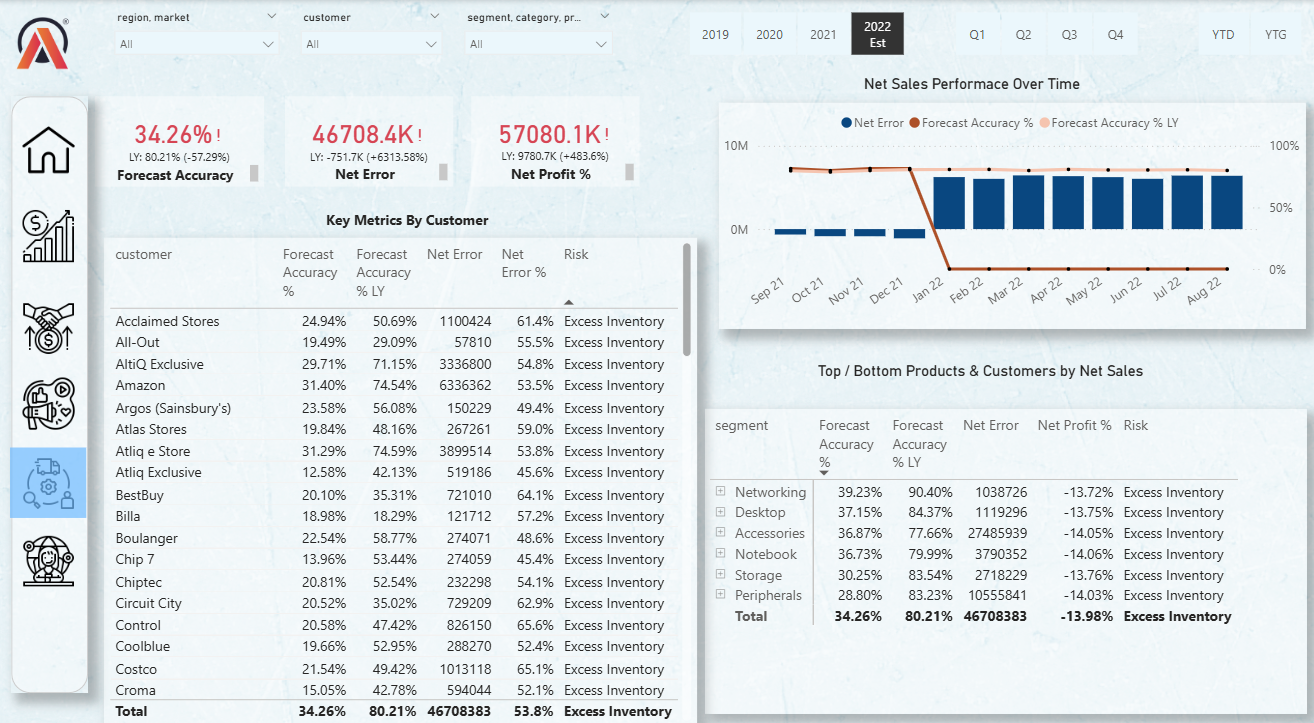 region, market
customer
segment, category, pr...
All
All
All
2019
2020
2021
2022
Est
Q1
Q2
Q3
Q4
YTD
YTG
34.26% !
LY: 80.21% (-57.29%)
Forecast Accuracy
46708.4K !
LY: -751.7K (+6313.58%)
Net Error
57080.1K !
LY: 9780.7K (+483.6%)
Net Profit %
Net Sales Performace Over Time
Net Error Forecast Accuracy % Forecast Accuracy % LY
10M
0M
100%
50%
0%
Sep 21
Oct 21
Nov 21
Dec 21
Jan 22
Feb 22
Mar 22
Apr 22
May 22
Jun 22
Jul 22
Aug 22
Key Metrics By Customer
customer Forecast Accuracy % Forecast Accuracy % LY Net Error Net Error % Risk
Acclaimed Stores 24.94% 50.69% 1100424 61.4% Excess Inventory
All-Out 19.49% 29.09% 57810 55.5% Excess Inventory
AltiQ Exclusive 29.71% 71.15% 3336800 54.8% Excess Inventory
Amazon 31.40% 74.54% 6336362 53.5% Excess Inventory
Argos (Sainsbury's) 23.58% 56.08% 150229 49.4% Excess Inventory
Atlas Stores 19.84% 48.16% 267261 59.0% Excess Inventory
Atliq e Store 31.29% 74.59% 3899514 53.8% Excess Inventory
Atliq Exclusive 12.58% 42.13% 519186 45.6% Excess Inventory
BestBuy 20.10% 35.31% 721010 64.1% Excess Inventory
Billa 18.98% 18.29% 121712 57.2% Excess Inventory
Boulanger 22.54% 58.77% 274071 48.6% Excess Inventory
Chip 7 13.96% 53.44% 274059 45.4% Excess Inventory
Chiptec 20.81% 52.54% 232298 54.1% Excess Inventory
Circuit City 20.52% 35.02% 729209 62.9% Excess Inventory
Control 20.58% 47.42% 826150 65.6% Excess Inventory
Coolblue 19.66% 52.95% 288270 52.4% Excess Inventory
Costco 21.54% 49.42% 1013118 65.1% Excess Inventory
Croma 15.05% 42.78% 594044 52.1% Excess Inventory
Total 34.26% 80.21% 46708383 53.8% Excess Inventory
Top / Bottom Products & Customers by Net Sales
segment Forecast Accuracy % Forecast Accuracy % LY Net Error Net Profit % Risk
Networking 39.23% 90.40% 1038726 -13.72% Excess Inventory
Desktop 37.15% 84.37% 1119296 -13.75% Excess Inventory
Accessories 36.87% 77.66% 27485939 -14.05% Excess Inventory
Notebook 36.73% 79.99% 3790352 -14.06% Excess Inventory
Storage 30.25% 83.54% 2718229 -13.76% Excess Inventory
Peripherals 28.80% 83.23% 10555841 -14.03% Excess Inventory
Total 34.26% 80.21% 46708383 -13.98% Excess Inventory